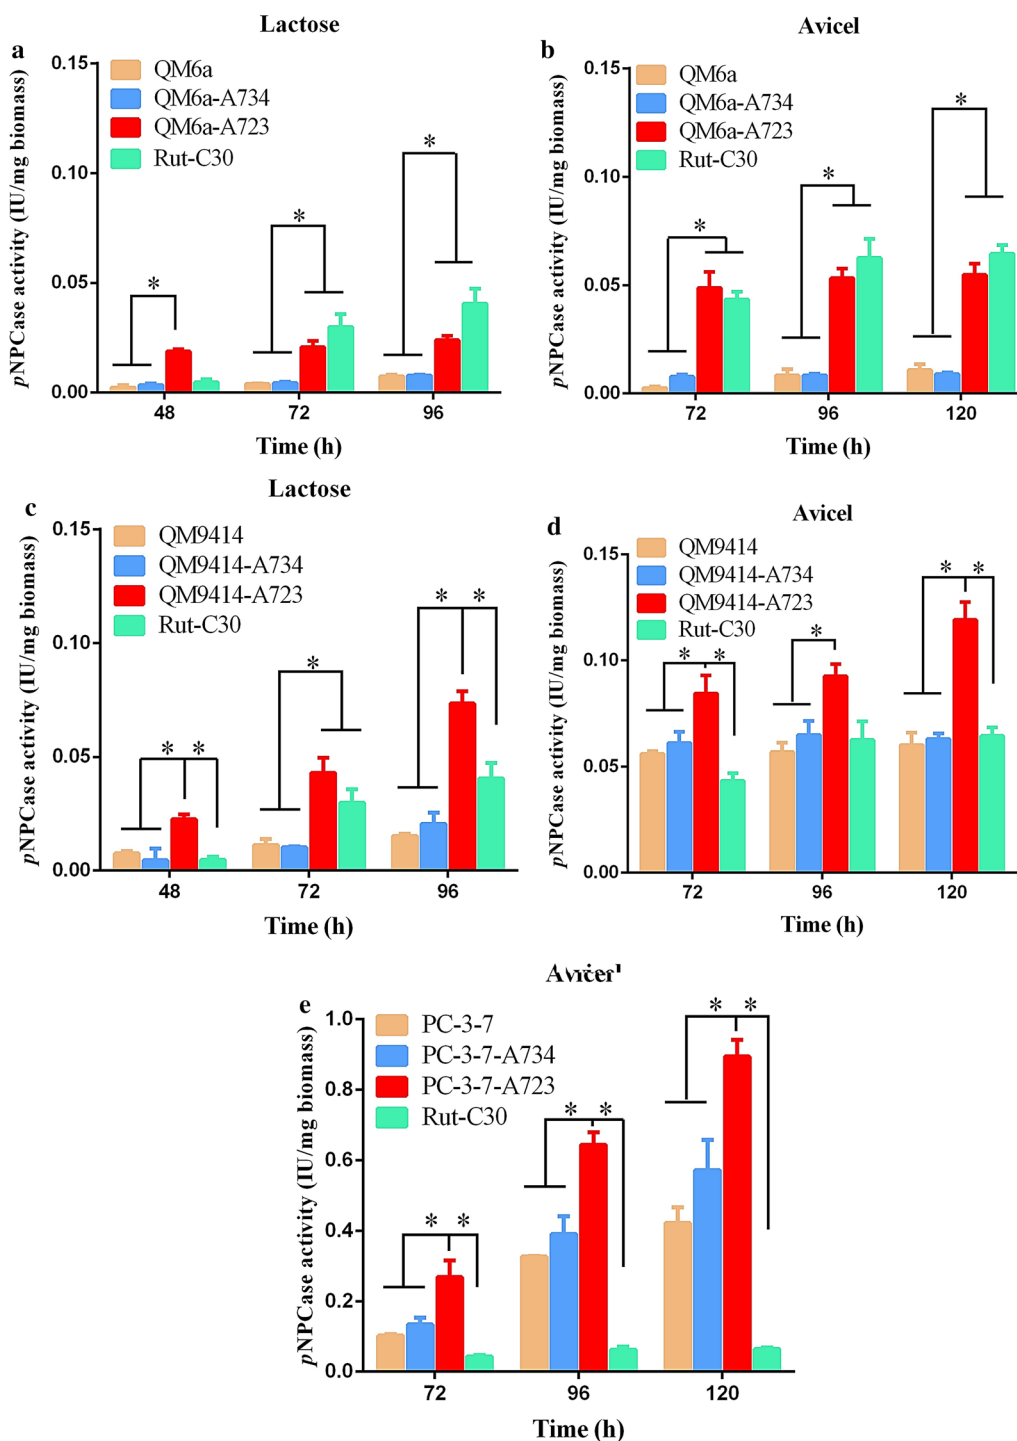 Lactose
a
pNPCase activity (IU/mg biomass)
0.15
0.10
0.05
0.00
QM6a
QM6a-A734
QM6a-A723
Rut-C30
*
*
*
48
72
96
Time (h)
Avicel
b
pNPCase activity (IU/mg biomass)
0.15
0.10
0.05
0.00
QM6a
QM6a-A734
QM6a-A723
Rut-C30
*
*
*
72
96
120
Time (h)
Lactose
c
pNPCase activity (IU/mg biomass)
0.15
0.10
0.05
0.00
QM9414
QM9414-A734
QM9414-A723
Rut-C30
* *
*
* *
48
72
96
Time (h)
Avicel
d
pNPCase activity (IU/mg biomass)
0.15
0.10
0.05
0.00
QM9414
QM9414-A734
QM9414-A723
Rut-C30
* *
*
* *
72
96
120
Time (h)
e
pNPCase activity (IU/mg biomass)
1.0
0.8
0.6
0.4
0.2
0.0
PC-3-7
PC-3-7-A734
PC-3-7-A723
Rut-C30
* *
* *
* *
72
96
120
Time (h)